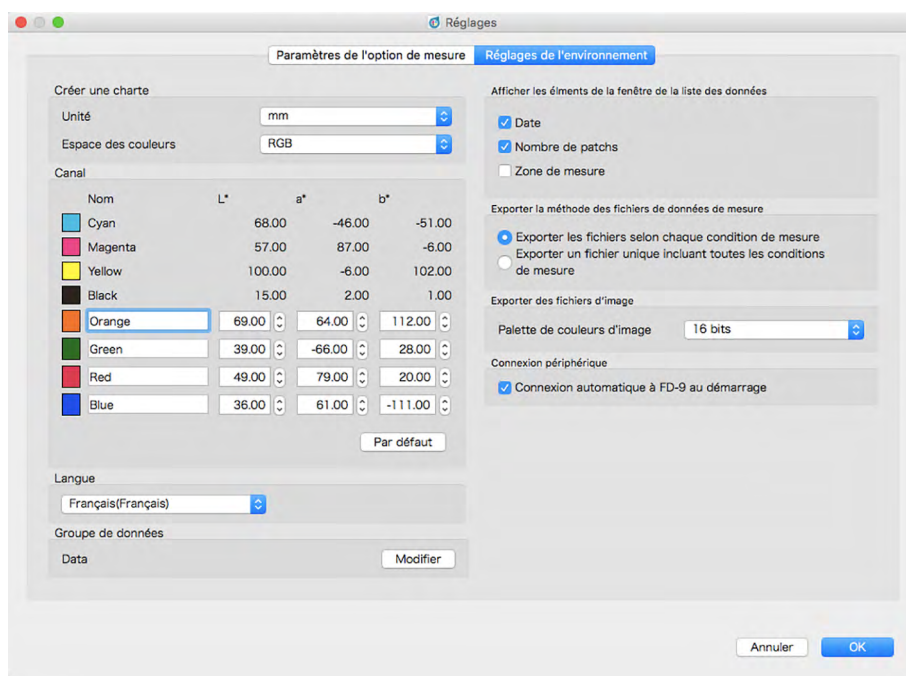 Réglages
Paramètres de l'option de mesure
Réglages de l'environnement
Créer une charte
Unité
mm
Espace des couleurs
RGB
Canal
Nom L* a* b*
Cyan 68.00 -46.00 -51.00
Magenta 57.00 87.00 -6.00
Yellow 100.00 -6.00 102.00
Black 15.00 2.00 1.00
Orange 69.00 64.00 112.00
Green 39.00 -66.00 28.00
Red 49.00 79.00 20.00
Blue 36.00 61.00 -111.00
Par défaut
Langue
Français(Français)
Groupe de données
Data
Modifier
Afficher les élments de la fenêtre de la liste des données
Date
Nombre de patchs
Zone de mesure
Exporter la méthode des fichiers de données de mesure
Exporter les fichiers selon chaque condition de mesure
Exporter un fichier unique incluant toutes les conditions
de mesure
Exporter des fichiers d'image
Palette de couleurs d'image
16 bits
Connexion périphérique
Connexion automatique à FD-9 au démarrage
Annuler
OK